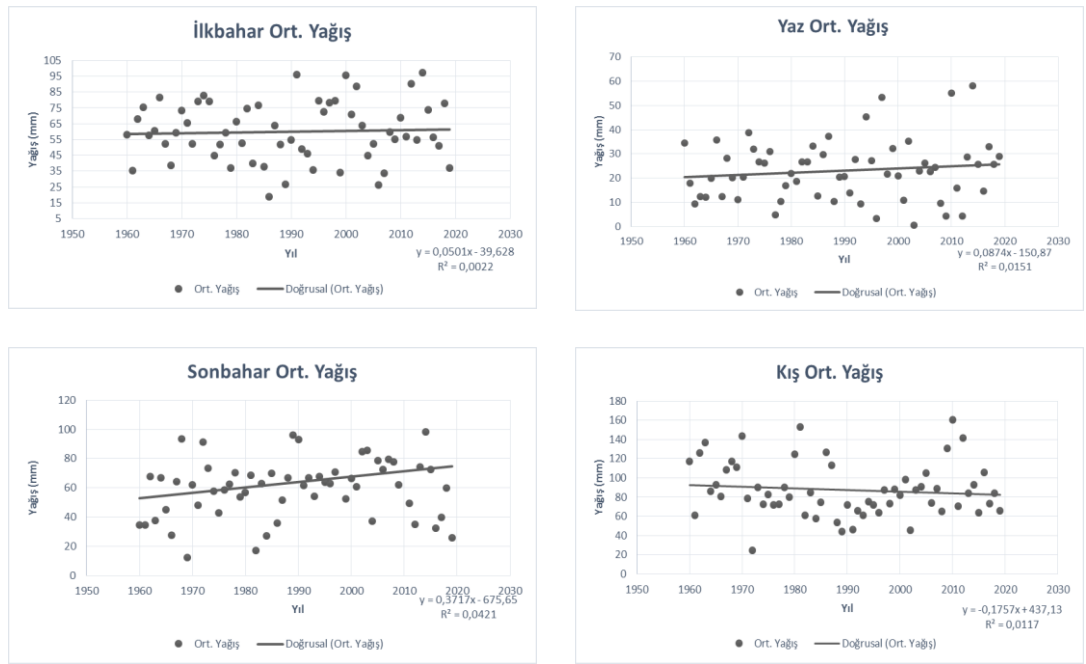 İlkbahar Ort. Yağış
Yağış (mm)
105
95
85
75
65
55
45
35
25
15
5
1950 1960 1970 1980 1990 2000 2010 2020 2030
Yıl
y = 0,0501x - 39,628
R² = 0,0022
Ort. Yağış Doğrusal (Ort. Yağış)
Yaz Ort. Yağış
Yağış (mm)
70
60
50
40
30
20
10
0
1950 1960 1970 1980 1990 2000 2010 2020 2030
Yıl
y = 0,0874x - 150,87
R² = 0,0151
Ort. Yağış Doğrusal (Ort. Yağış)
Sonbahar Ort. Yağış
Yağış (mm)
120
100
80
60
40
20
0
1950 1960 1970 1980 1990 2000 2010 2020 2030
Yıl
y = 0,3717x - 675,65
R² = 0,0421
Ort. Yağış Doğrusal (Ort. Yağış)
Kış Ort. Yağış
Yağış (mm)
180
160
140
120
100
80
60
40
20
0
1950 1960 1970 1980 1990 2000 2010 2020 2030
Yıl
y = -0,1757x + 437,13
R² = 0,0117
Ort. Yağış Doğrusal (Ort. Yağış)